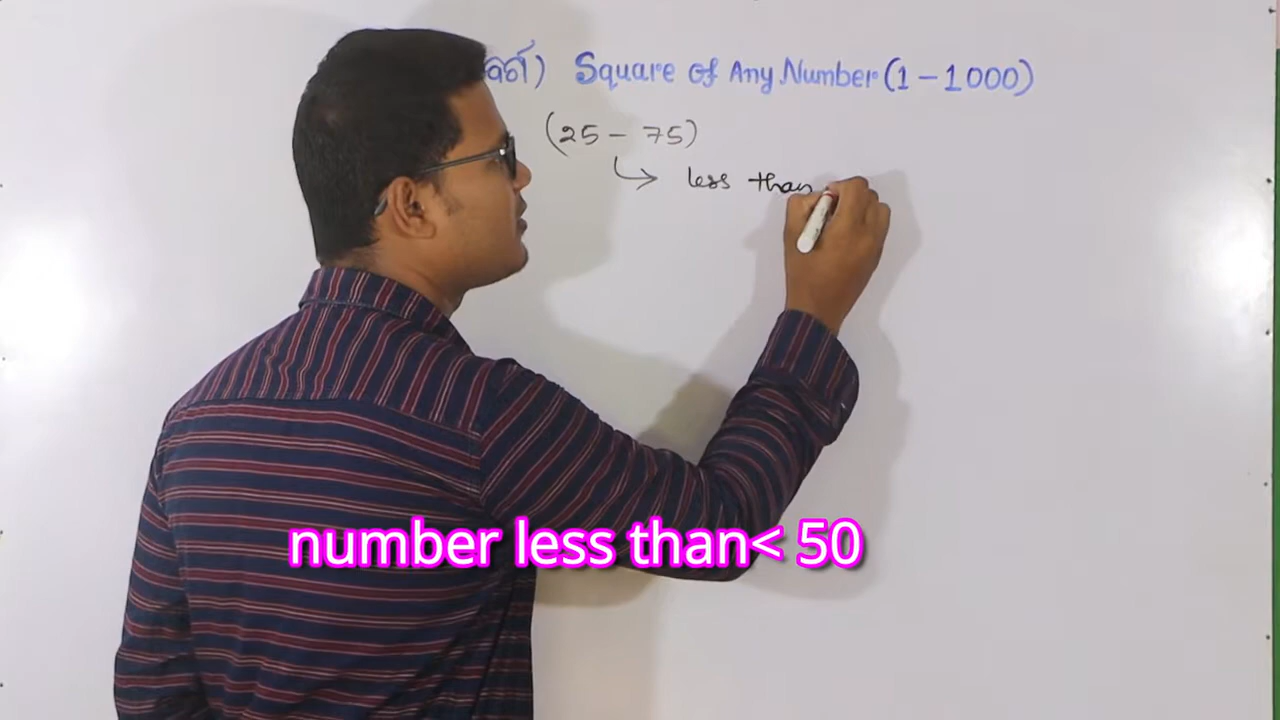 Square of Any Number (1 - 1000)
(25 - 75)
less than
number less than< 50